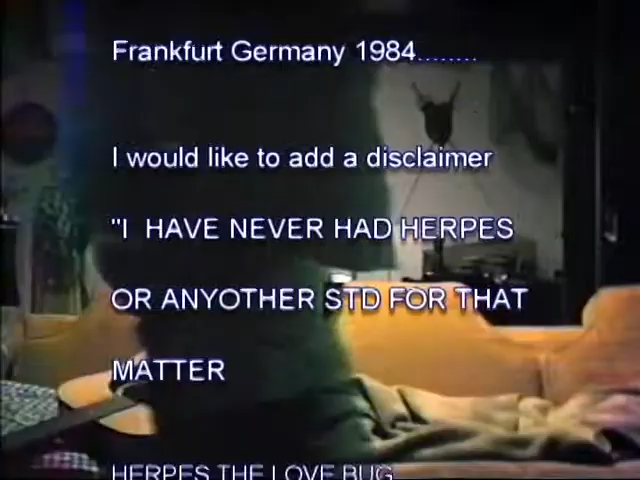 Frankfurt Germany 1984........
I would like to add a disclaimer
"I HAVE NEVER HAD HERPES
OR ANYOTHER STD FOR THAT
MATTER
HERPES THE LOVE BUG